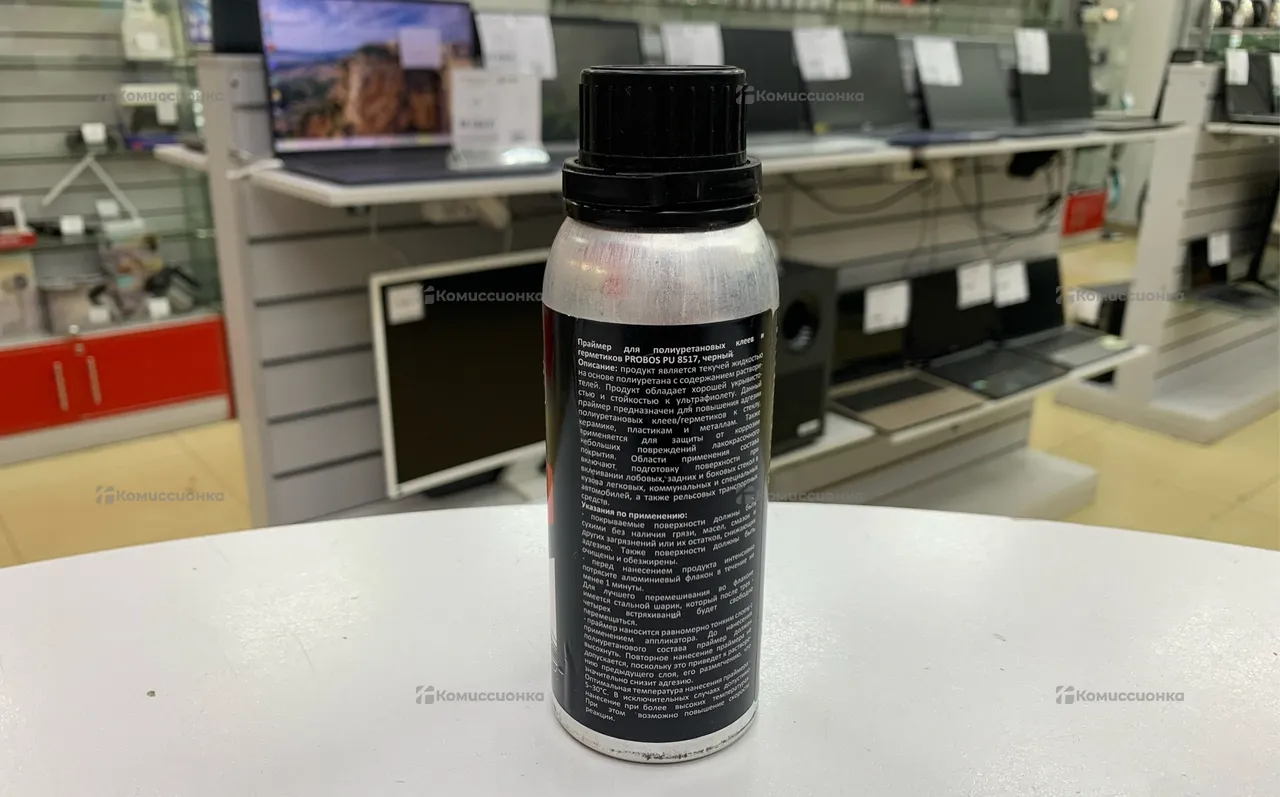 Комиссионка
Комиссионка
Комиссионка
Комиссионка
Праймер для полиуретановых клеев и
герметиков PROBOS PU 8517, черный.
Описание: продукт является текучей жидкостью
на основе полиуретана с содержанием раствори-
телей. Продукт обладает хорошей укрывисто-
стью и стойкостью к ультрафиолету. Данный
праймер предназначен для повышения адгезии
полиуретановых клеев/герметиков к стеклу,
керамике, пластикам и металлам. Также
применяется для защиты от коррозии
небольших повреждений лакокрасочного
покрытия. Области применения состава
включают подготовку поверхности при
вклеивании лобовых, задних и боковых стекол в
кузова легковых, коммунальных и специальных
автомобилей, а также рельсовых транспортных
средств.
Указания по применению:
- покрываемые поверхности должны быть
сухими без наличия грязи, масел, смазок и
других загрязнений или их остатков, снижающих
адгезию. Также поверхности должны быть
очищены и обезжирены.
- перед нанесением продукта интенсивно
потрясите алюминиевый флакон в течение не
менее 1 минуты.
Для лучшего перемешивания во флаконе
имеется стальной шарик, который после трех -
четырех встряхиваний будет свободно
перемещаться.
- праймер наносится равномерно тонким слоем с
применением аппликатора. До нанесения
полиуретанового состава праймер должен
высохнуть. Повторное нанесение праймера не
допускается, поскольку это приведет к растворе-
нию предыдущего слоя, его размягчению, что
значительно снизит адгезию.
Оптимальная температура нанесения праймера -
5-30°С. В исключительных случаях допустимо
нанесение при более высоких температурах.
При этом возможно повышение скорости
реакции.
Комиссионка
Комиссионка
Комиссионка
Комиссионка